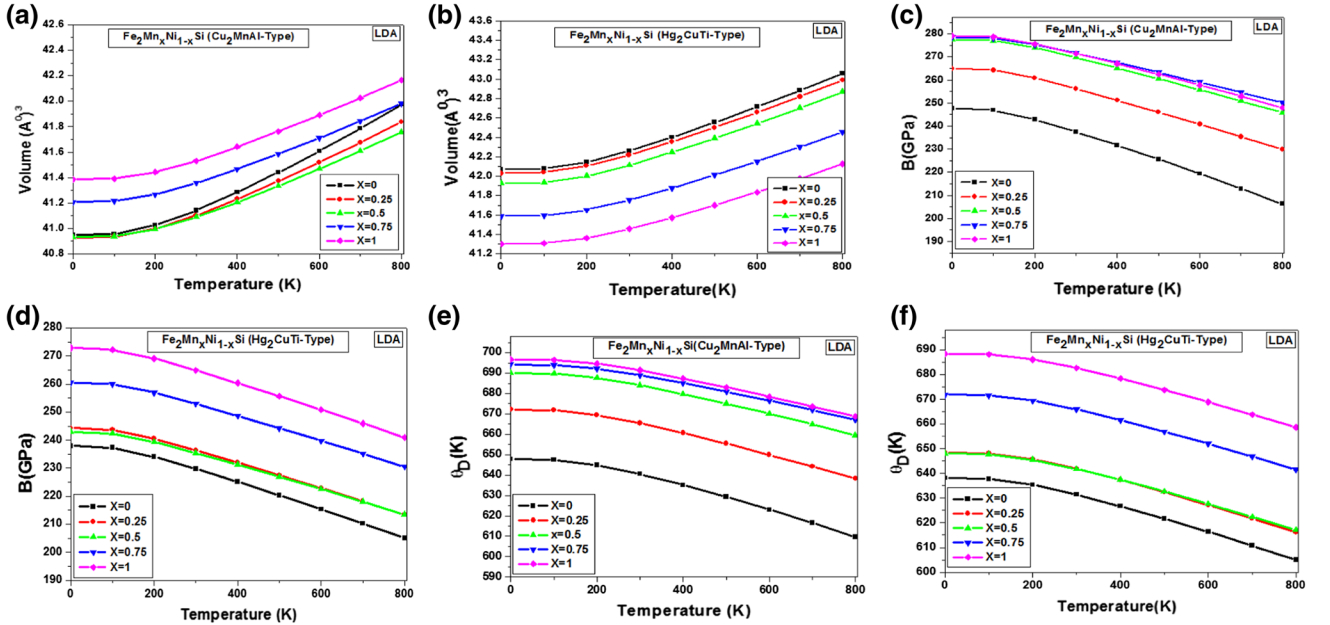 (a)
Fe2MnxNi1-xSi (Cu2MnAl-Type)
LDA
Volume (A0)3
42.6
42.4
42.2
42.0
41.8
41.6
41.4
41.2
41.0
40.8
X=0
X=0.25
x=0.5
X=0.75
X=1
0 200 400 600 800
Temperature (K)
(b)
Fe2MnxNi1-xSi (Hg2CuTi-Type)
LDA
Volume(A0)3
43.6
43.4
43.2
43.0
42.8
42.6
42.4
42.2
42.0
41.8
41.6
41.4
41.2
X=0
X=0.25
X=0.5
X=0.75
X=1
0 200 400 600 800
Temperature(K)
(c)
Fe2MnxNi1-xSi (Cu2MnAl-Type)
LDA
B(GPa)
280
270
260
250
240
230
220
210
200
190
X=0
X=0.25
X=0.5
X=0.75
X=1
0 200 400 600 800
Temperature (K)
(d)
Fe2MnxNi1-xSi (Hg2CuTi-Type)
LDA
B(GPa)
280
270
260
250
240
230
220
210
200
190
X=0
X=0.25
X=0.5
X=0.75
X=1
0 200 400 600 800
Temperature (K)
(e)
Fe2MnxNi1-xSi(Cu2MnAl-Type)
LDA
θD(K)
700
690
680
670
660
650
640
630
620
610
600
590
X=0
X=0.25
x=0.5
X=0.75
X=1
0 200 400 600 800
Temperature (K)
(f)
Fe2MnxNi1-xSi (Hg2CuTi-Type)
LDA
θD(K)
690
680
670
660
650
640
630
620
610
600
X=0
X=0.25
X=0.5
X=0.75
X=1
0 200 400 600 800
Temperature(K)